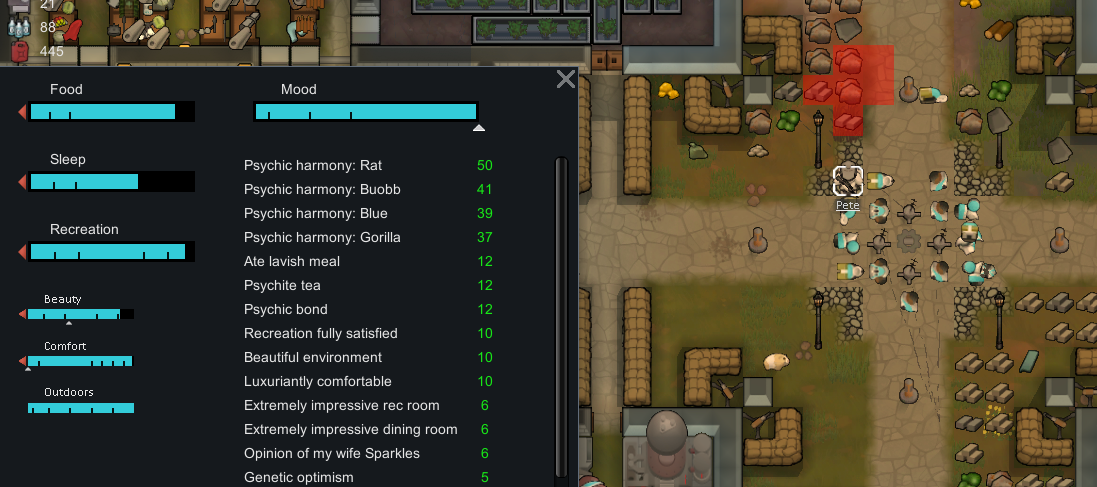 21
88
445
Food
Mood
Sleep
Recreation
Beauty
Comfort
Outdoors
Psychic harmony: Rat 50
Psychic harmony: Buobb 41
Psychic harmony: Blue 39
Psychic harmony: Gorilla 37
Ate lavish meal 12
Psychite tea 12
Psychic bond 12
Recreation fully satisfied 10
Beautiful environment 10
Luxuriantly comfortable 10
Extremely impressive rec room 6
Extremely impressive dining room 6
Opinion of my wife Sparkles 6
Genetic optimism 5
Pete